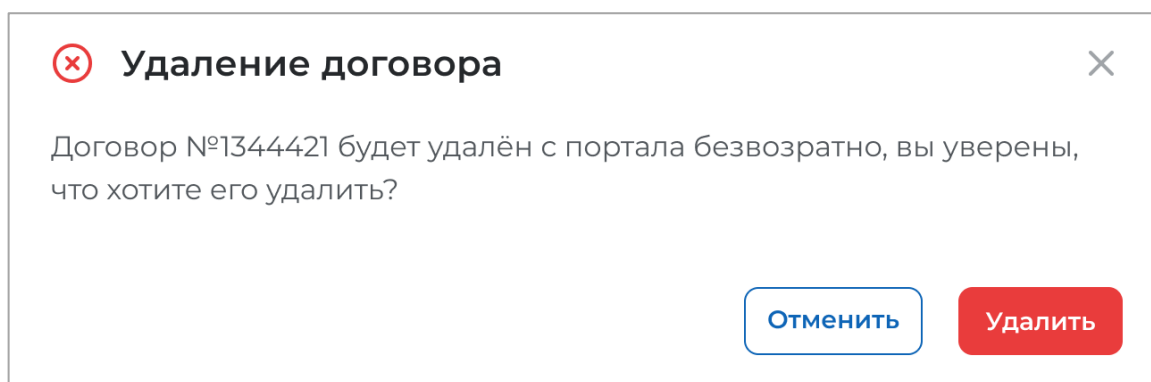 Удаление договора
Договор №1344421 будет удалён с портала безвозратно, вы уверены,
что хотите его удалить?
Отменить
Удалить